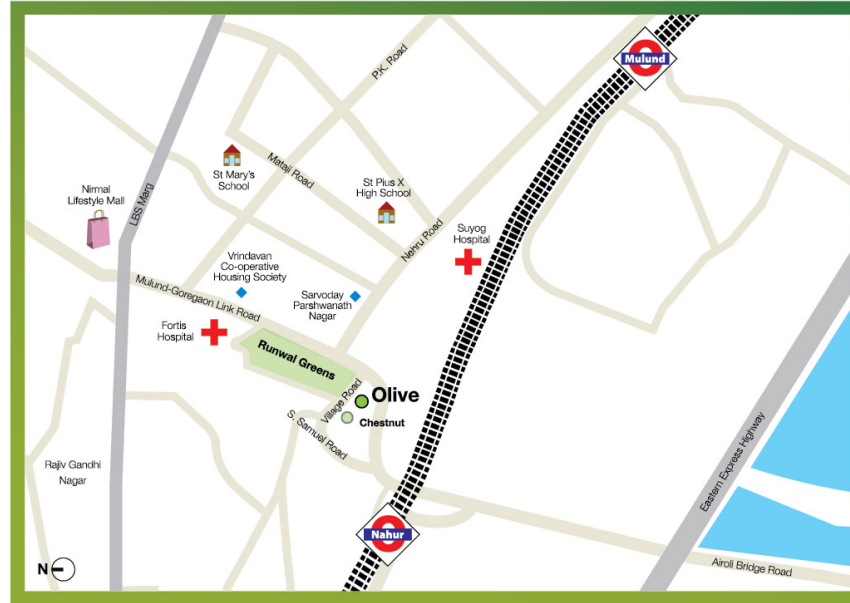 Mulund
P.K. Road
St Mary's
School
Mataji Road
St Pius X
High School
Nirmal
Lifestyle Mall
LBS Marg
Nehru Road
Suyog
Hospital
Vrindavan
Co-operative
Housing Society
Sarvoday
Parshwanath
Nagar
Mulund-Goregaon Link Road
Fortis
Hospital
Runwal Greens
Village Road
Olive
Chestnut
S. Samuel Road
Rajiv Gandhi
Nagar
Eastern Express Highway
Nahur
Airoli Bridge Road
N